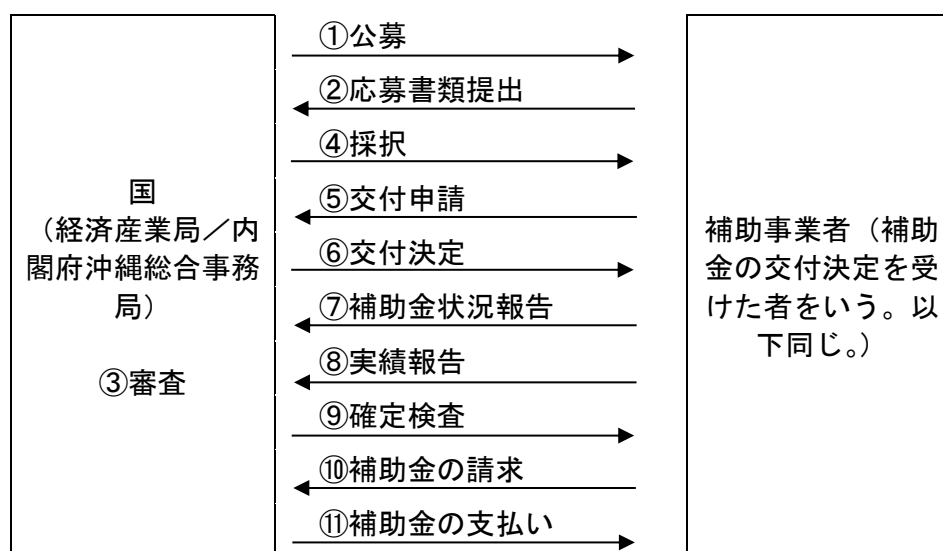 国
（経済産業局／内
閣府沖縄総合事務
局）
③審査
①公募
②応募書類提出
④採択
⑤交付申請
⑥交付決定
⑦補助金状況報告
⑧実績報告
⑨確定検査
⑩補助金の請求
⑪補助金の支払い
補助事業者（補助
金の交付決定を受
けた者をいう。以
下同じ。）